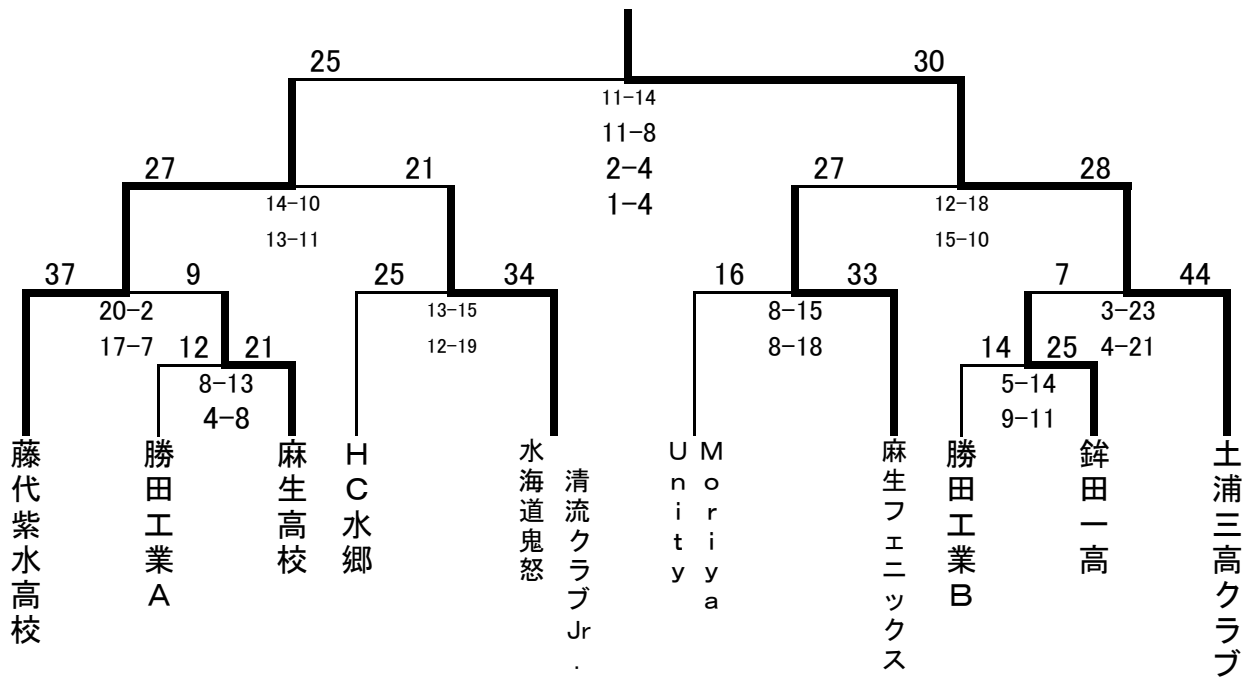 25 30
11-14
11-8
2-4
1-4
27 21 27 28
14-10 12-18
13-11 15-10
37 9 25 34 16 33 7 44
20-2 13-15 8-15 3-23
17-7 12-19 8-18 4-21
12 21 14 25
8-13 5-14
4-8 9-11
藤代紫水高校
勝田工業A
麻生高校
HC水郷
水海道鬼怒
清流クラブJr.
Moriya
Unity
麻生フェニックス
勝田工業B
鉾田一高
土浦三高クラブ